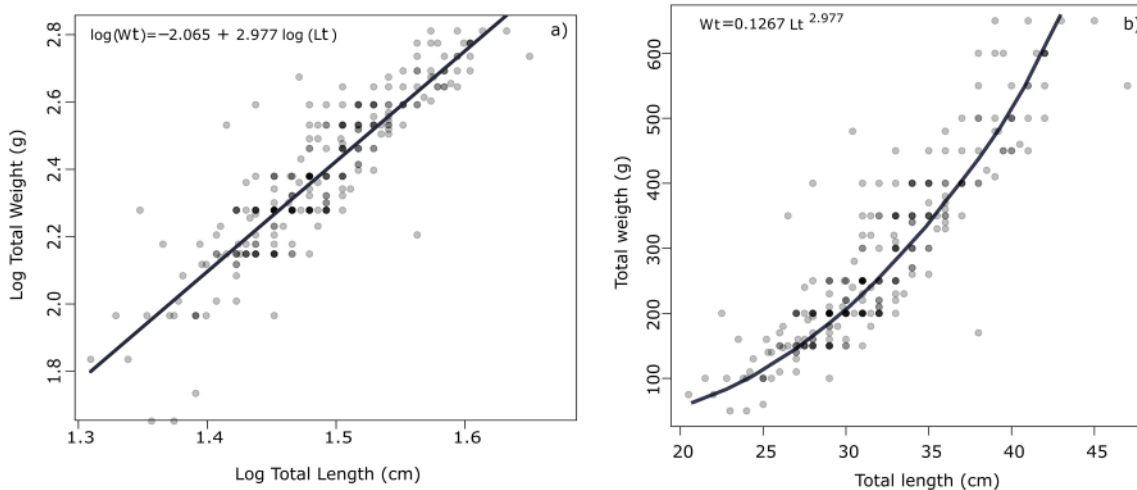 log(Wt)=−2.065 + 2.977 log (Lt)
a)
Log Total Weight (g)
2.8
2.6
2.4
2.2
2.0
1.8
1.3 1.4 1.5 1.6
Log Total Length (cm)
Wt=0.1267 Lt 2.977
b)
Total weigth (g)
600
500
400
300
200
100
20 25 30 35 40 45
Total length (cm)